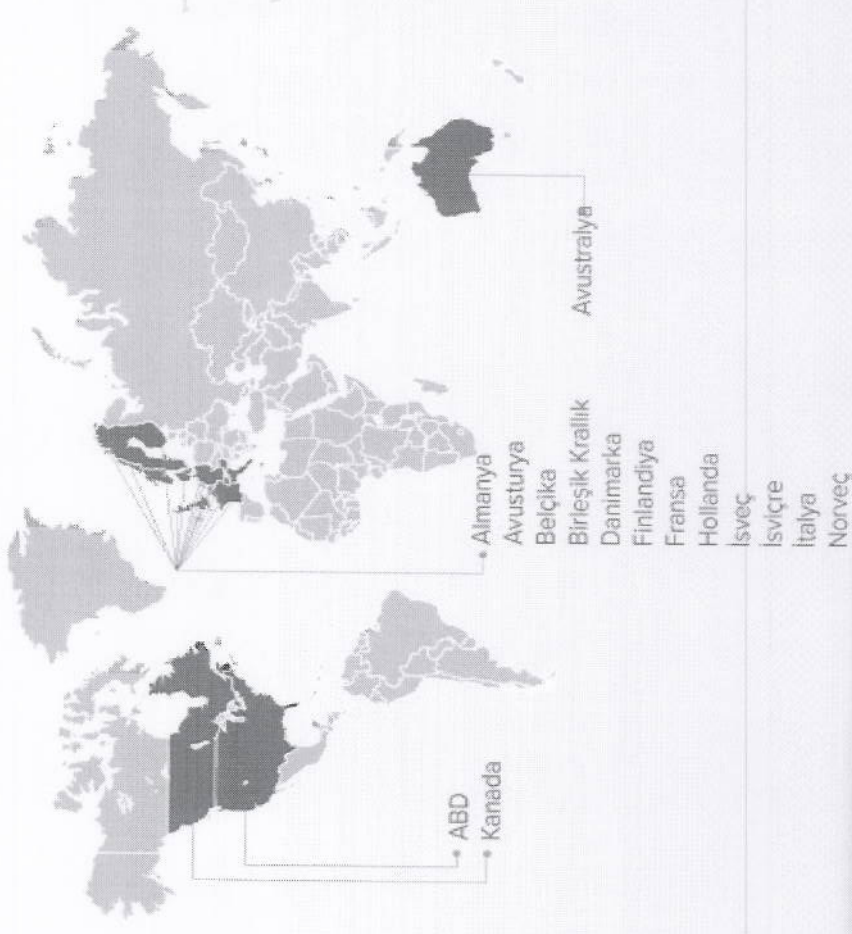 ABD
Kanada
Almanya
Avusturya
Belçika
Birleşik Krallık
Danimarka
Finlandiya
Fransa
Hollanda
İsveç
İsviçre
İtalya
Norveç
Avustralya